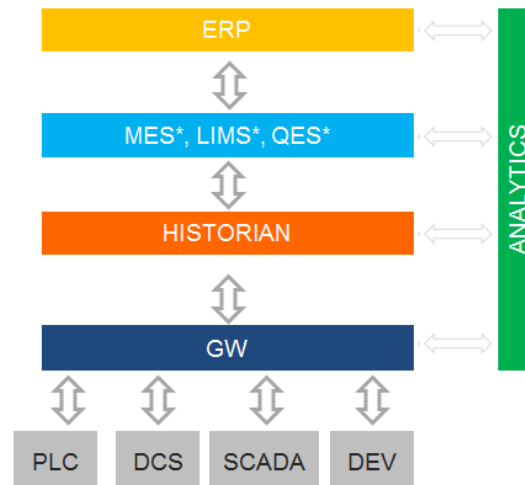 ERP
MES*, LIMS*, QES*
HISTORIAN
GW
PLC DCS SCADA DEV
ANALYTICS